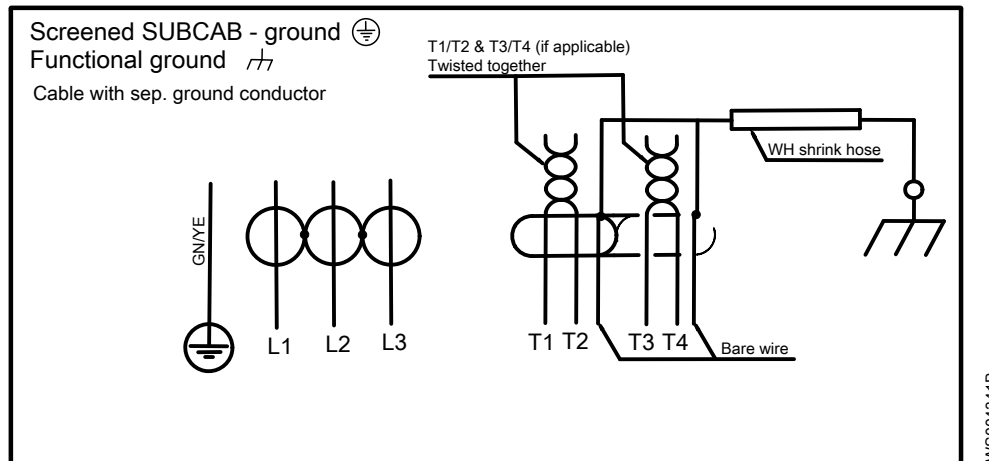 Screened SUBCAB - ground
Functional ground
Cable with sep. ground conductor
T1/T2 & T3/T4 (if applicable)
Twisted together
WH shrink hose
GN/YE
L1 L2 L3
T1 T2 T3 T4
Bare wire